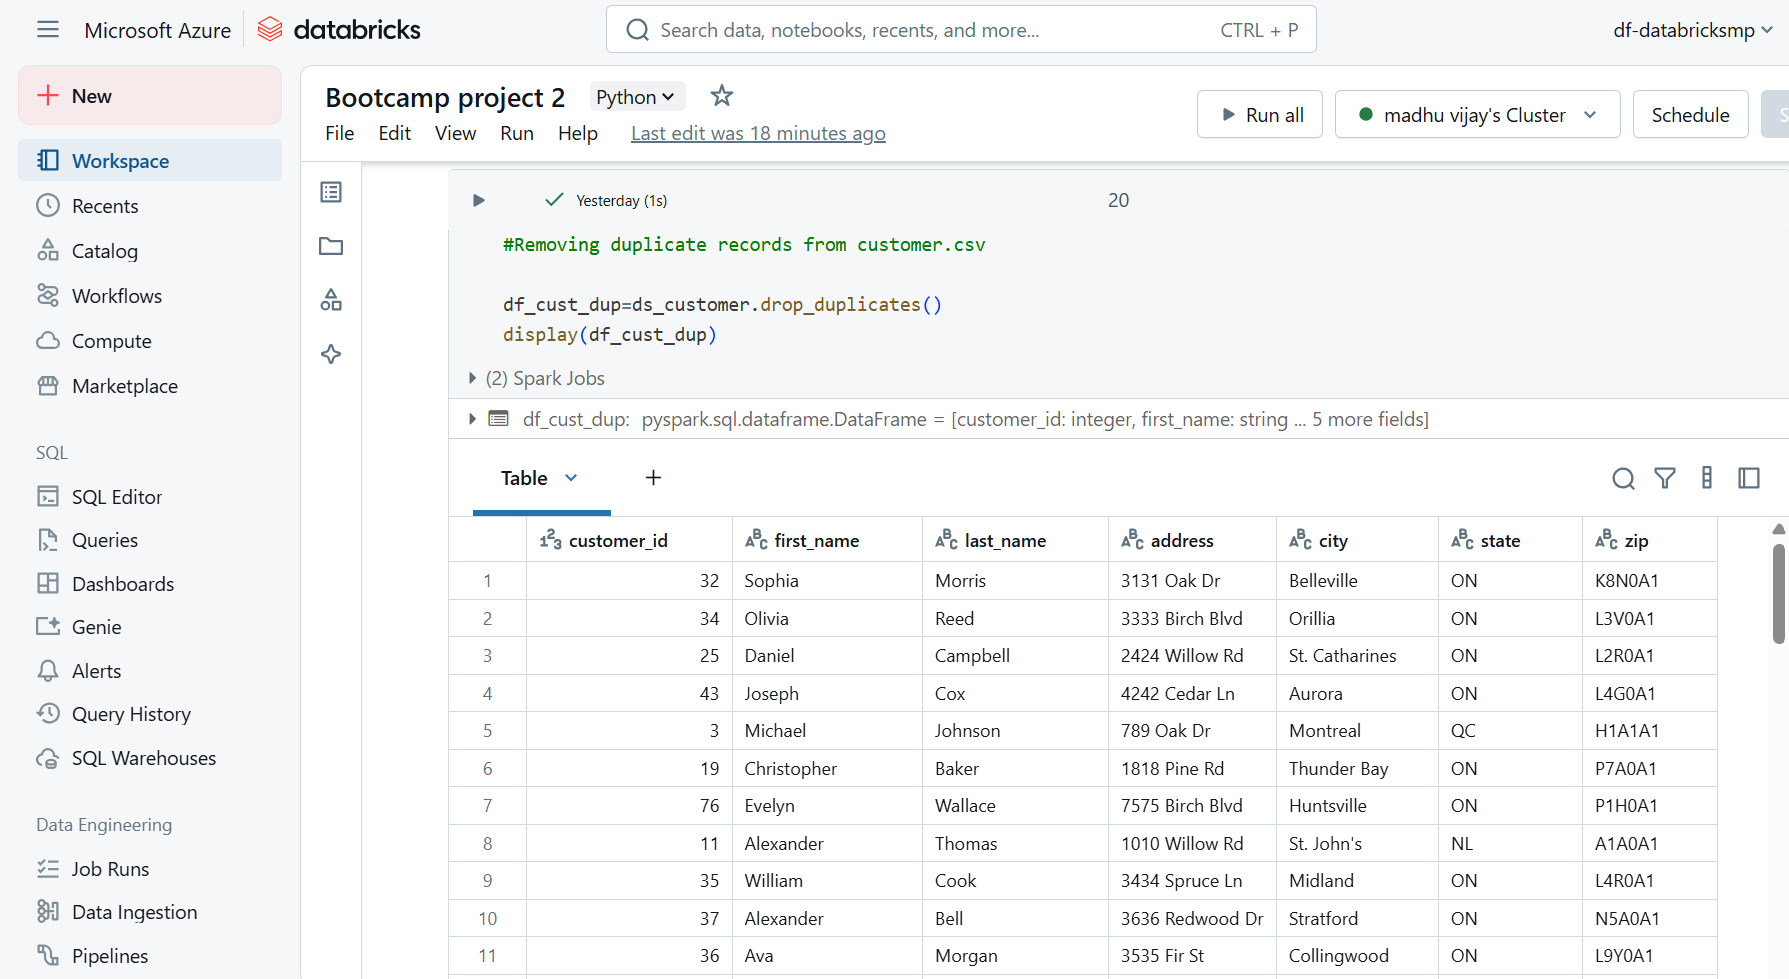 Microsoft Azure
databricks
Search data, notebooks, recents, and more...
CTRL + P
df-databricksmp
New
Workspace
Recents
Catalog
Workflows
Compute
Marketplace
SQL
SQL Editor
Queries
Dashboards
Genie
Alerts
Query History
SQL Warehouses
Data Engineering
Job Runs
Data Ingestion
Pipelines
Bootcamp project 2
Python
File Edit View Run Help Last edit was 18 minutes ago
Run all
madhu vijay's Cluster
Schedule
S
Yesterday (1s)
20
#Removing duplicate records from customer.csv
df_cust_dup=ds_customer.drop_duplicates()
display(df_cust_dup)
(2) Spark Jobs
df_cust_dup: pyspark.sql.dataframe.DataFrame = [customer_id: integer, first_name: string ... 5 more fields]
Table +
123 customer_id ABC first_name ABC last_name ABC address ABC city ABC state ABC zip
1 32 Sophia Morris 3131 Oak Dr Belleville ON K8N0A1
2 34 Olivia Reed 3333 Birch Blvd Orillia ON L3V0A1
3 25 Daniel Campbell 2424 Willow Rd St. Catharines ON L2R0A1
4 43 Joseph Cox 4242 Cedar Ln Aurora ON L4G0A1
5 3 Michael Johnson 789 Oak Dr Montreal QC H1A1A1
6 19 Christopher Baker 1818 Pine Rd Thunder Bay ON P7A0A1
7 76 Evelyn Wallace 7575 Birch Blvd Huntsville ON P1H0A1
8 11 Alexander Thomas 1010 Willow Rd St. John's NL A1A0A1
9 35 William Cook 3434 Spruce Ln Midland ON L4R0A1
10 37 Alexander Bell 3636 Redwood Dr Stratford ON N5A0A1
11 36 Ava Morgan 3535 Fir St Collingwood ON L9Y0A1